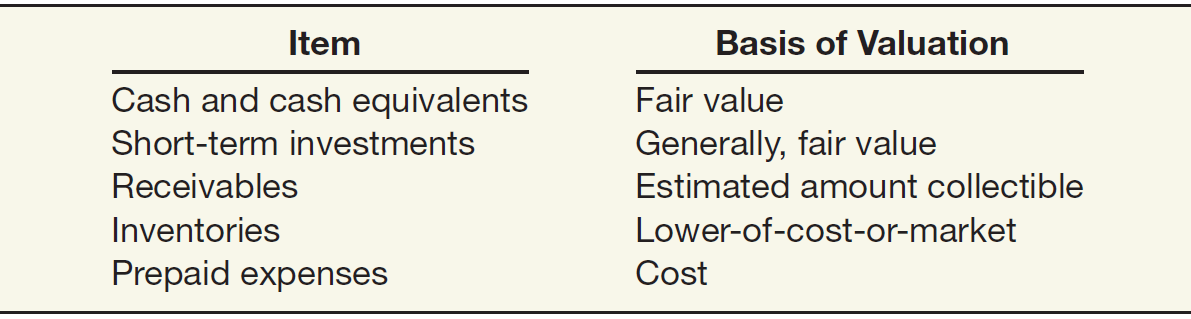 Item Basis of Valuation
Cash and cash equivalents Fair value
Short-term investments Generally, fair value
Receivables Estimated amount collectible
Inventories Lower-of-cost-or-market
Prepaid expenses Cost